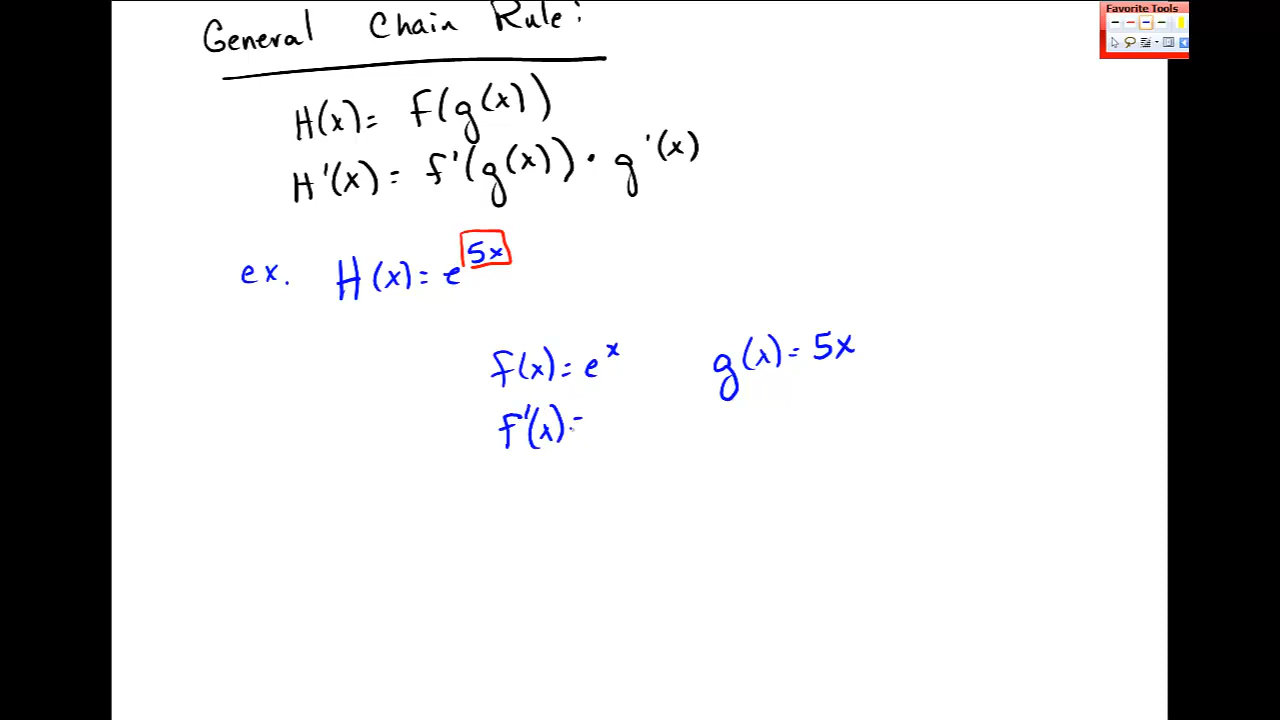 Favorite Tools
General Chain Rule:
H(x) = f(g(x))
H'(x) = f'(g(x)) · g'(x)
ex. H(x) = e^5x
f(x) = e^x g(x) = 5x
f'(x) =